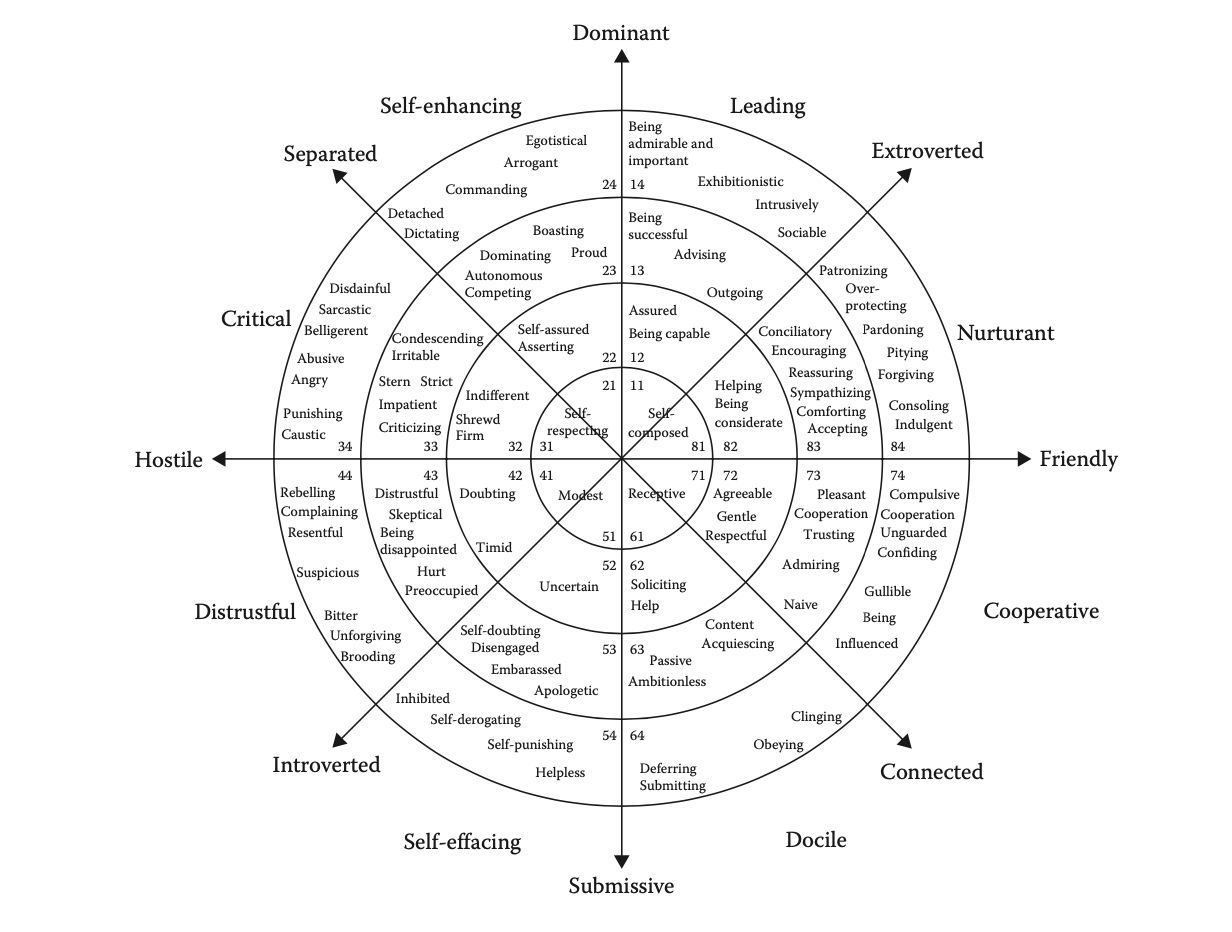 Dominant
Self-enhancing
Leading
Separated
Extroverted
Egotistical
Arrogant
Commanding
Detached
Dictating
24
14
Being
admirable and
important
Exhibitionistic
Intrusively
Sociable
Boasting
Dominating
Proud
Autonomous
Competing
23
13
Being
successful
Advising
Outgoing
Patronizing
Over-
protecting
Pardoning
Pitying
Forgiving
Consoling
Indulgent
84
Critical
Nurturant
Disdainful
Sarcastic
Belligerent
Abusive
Angry
Punishing
Caustic
34
Condescending
Irritable
Stern Strict
Impatient
Criticizing
33
Self-assured
Asserting
22
12
Assured
Being capable
Indifferent
Shrewd
Firm
32
21
11
Self-
respecting
31
Self-
composed
81
Helping
Being
considerate
82
Conciliatory
Encouraging
Reassuring
Sympathizing
Comforting
Accepting
83
Hostile
Friendly
44
Rebelling
Complaining
Resentful
Suspicious
Bitter
Unforgiving
Brooding
43
Distrustful
Skeptical
Being
disappointed
Hurt
Preoccupied
42
Doubting
Timid
41
Modest
51
71
Receptive
61
72
Agreeable
Gentle
Respectful
73
Pleasant
Cooperation
Trusting
Admiring
Naive
74
Compulsive
Cooperation
Unguarded
Confiding
Gullible
Being
Influenced
52
Uncertain
62
Soliciting
Help
Distrustful
Cooperative
Self-doubting
Disengaged
Embarassed
Apologetic
53
63
Content
Acquiescing
Passive
Ambitionless
Inhibited
Self-derogating
Self-punishing
Helpless
54
64
Clinging
Obeying
Deferring
Submitting
Introverted
Connected
Self-effacing
Docile
Submissive